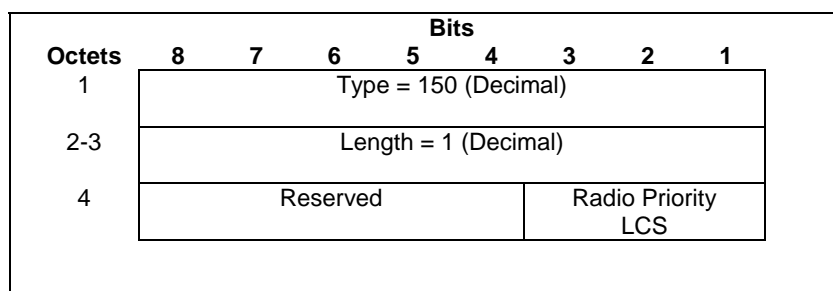 Bits
Octets 8 7 6 5 4 3 2 1
1 Type = 150 (Decimal)
2-3 Length = 1 (Decimal)
4 Reserved Radio Priority
LCS